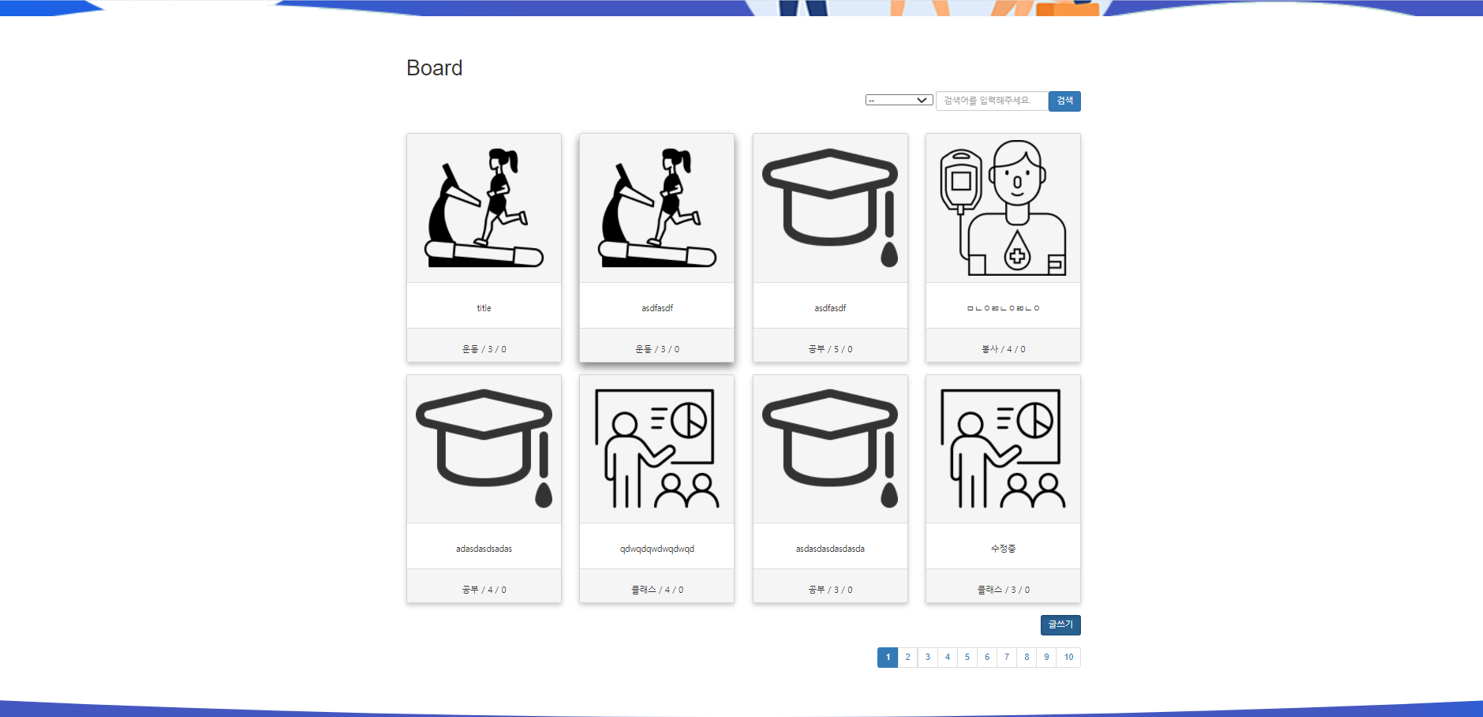 Board
--
검색어를 입력해주세요.
검색
title
asdfasdf
asdfasdf
ㅁㄴㅇㄻㄴㅇㄻㄴㅇ
운동 / 3 / 0
운동 / 3 / 0
공부 / 5 / 0
봉사 / 4 / 0
adasdasdsadas
qdwqdqwdwqdwqd
asdasdasdasdasda
수정중
공부 / 4 / 0
클래스 / 4 / 0
공부 / 3 / 0
클래스 / 3 / 0
글쓰기
1 2 3 4 5 6 7 8 9 10